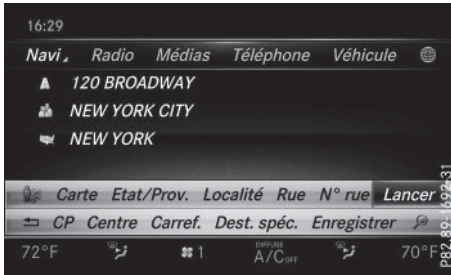 16:29
Navi Radio Médias Téléphone Véhicule
120 BROADWAY
NEW YORK CITY
NEW YORK
Carte Etat/Prov. Localité Rue N° rue Lancer
CP Centre Carref. Dest. spéc. Enregistrer
72°F 1 DIFFUSE A/C OFF 70°F
P82.89-1692-31